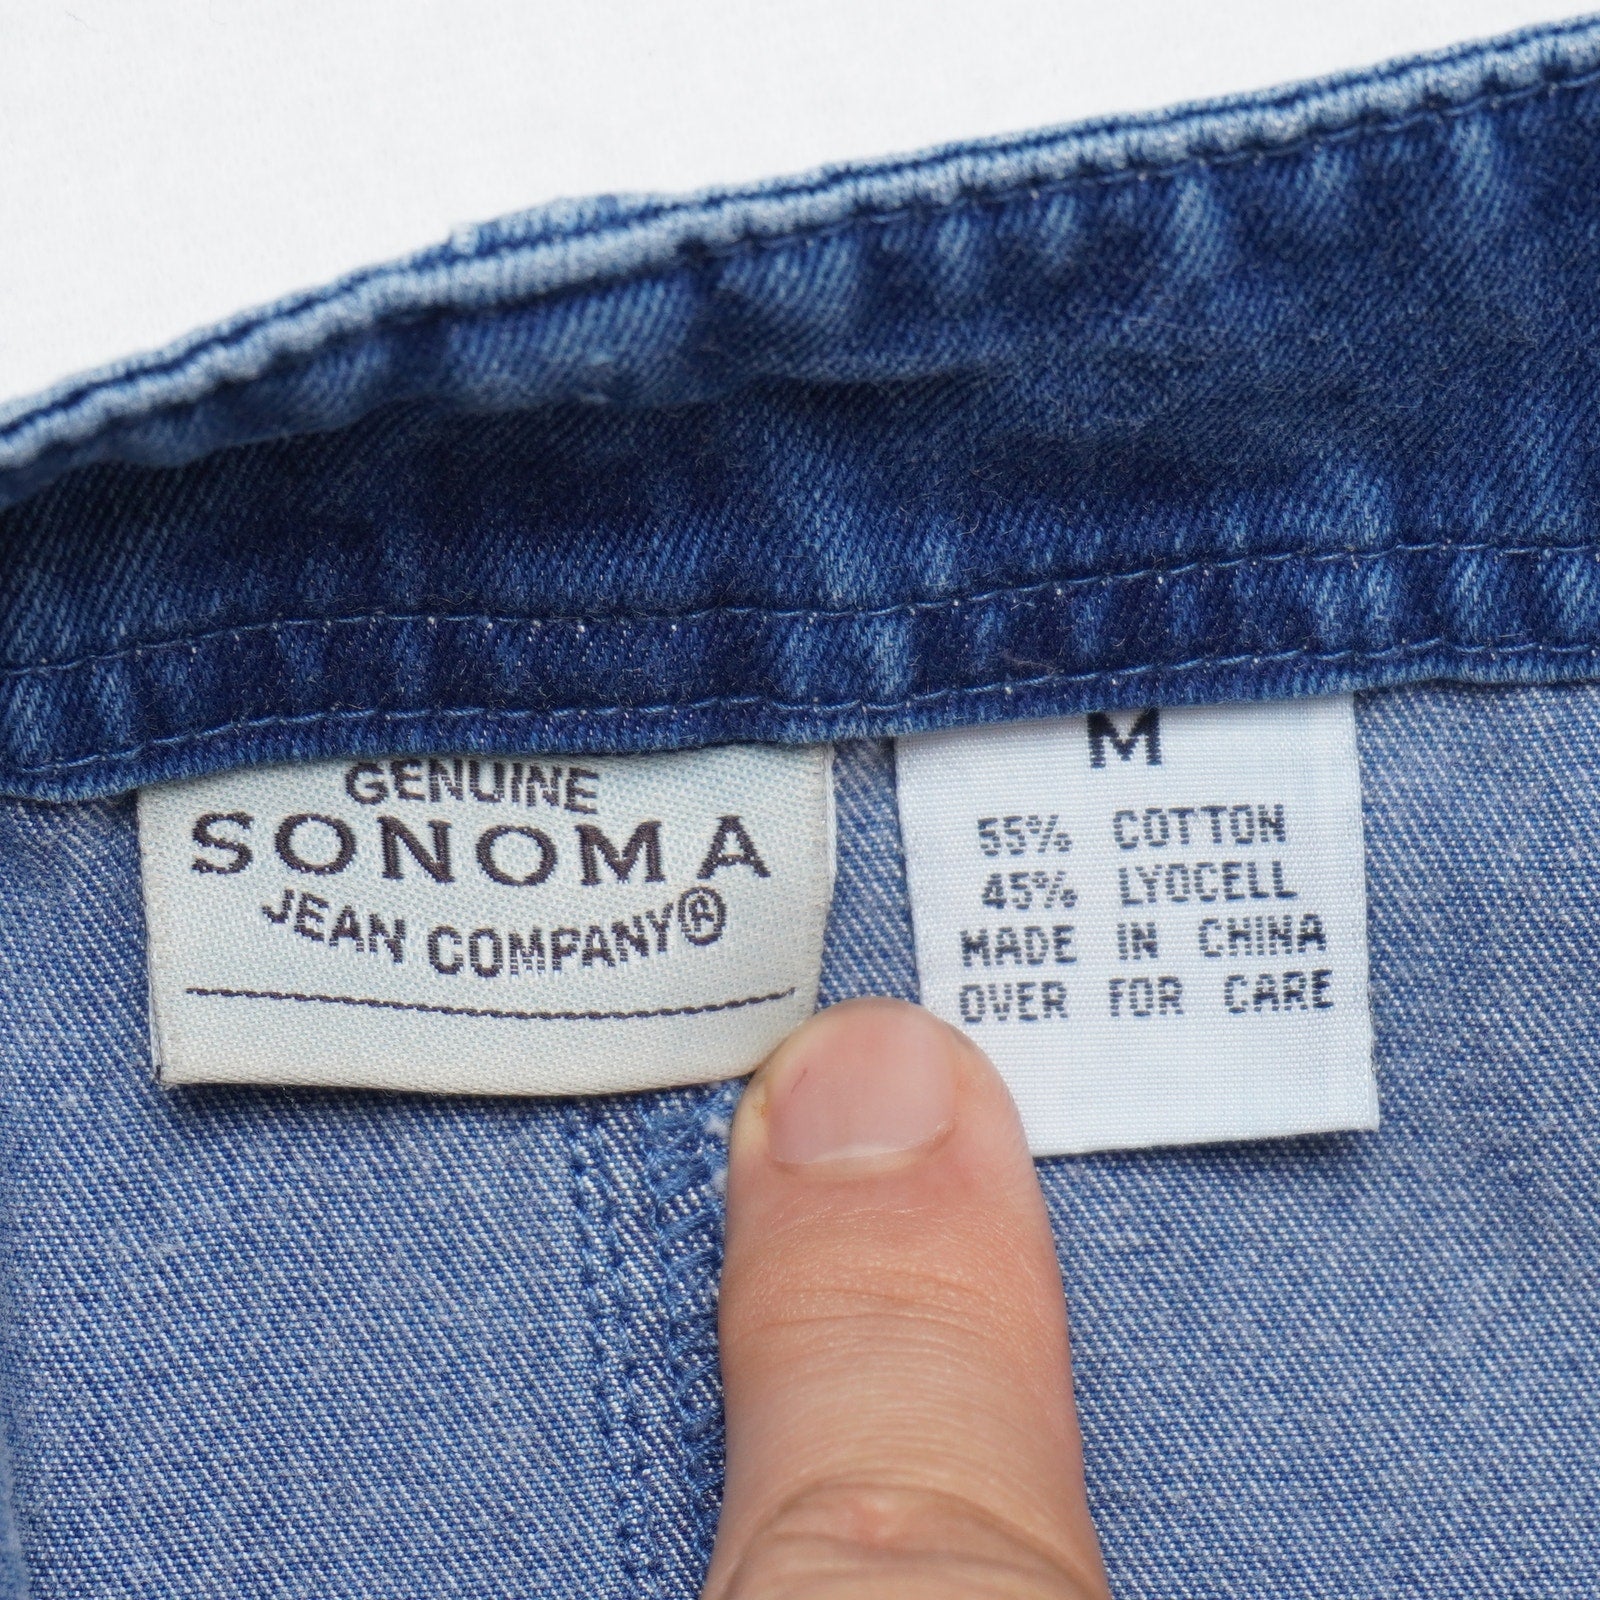 GENUINE
SONOMA
JEAN COMPANY®
M
55% COTTON
45% LYOCELL
MADE IN CHINA
OVER FOR CARE